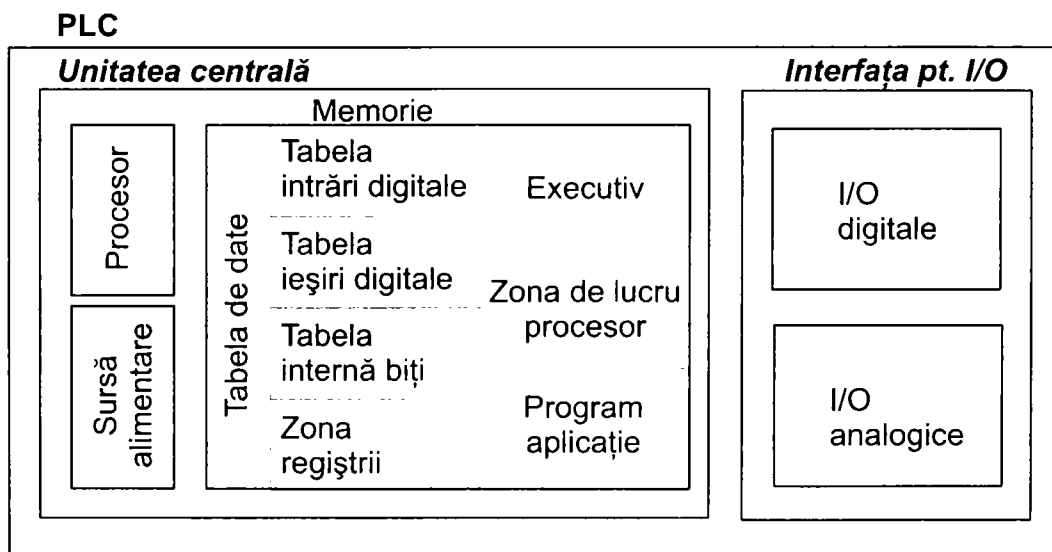 PLC
Unitatea centrală
Interfața pt. I/O
Procesor
Sursă
alimentare
Memorie
Tabela de date
Tabela
intrări digitale
Tabela
ieşiri digitale
Tabela
internă biți
Zona
regiştrii
Executiv
Zona de lucru
procesor
Program
aplicație
I/O
digitale
I/O
analogice